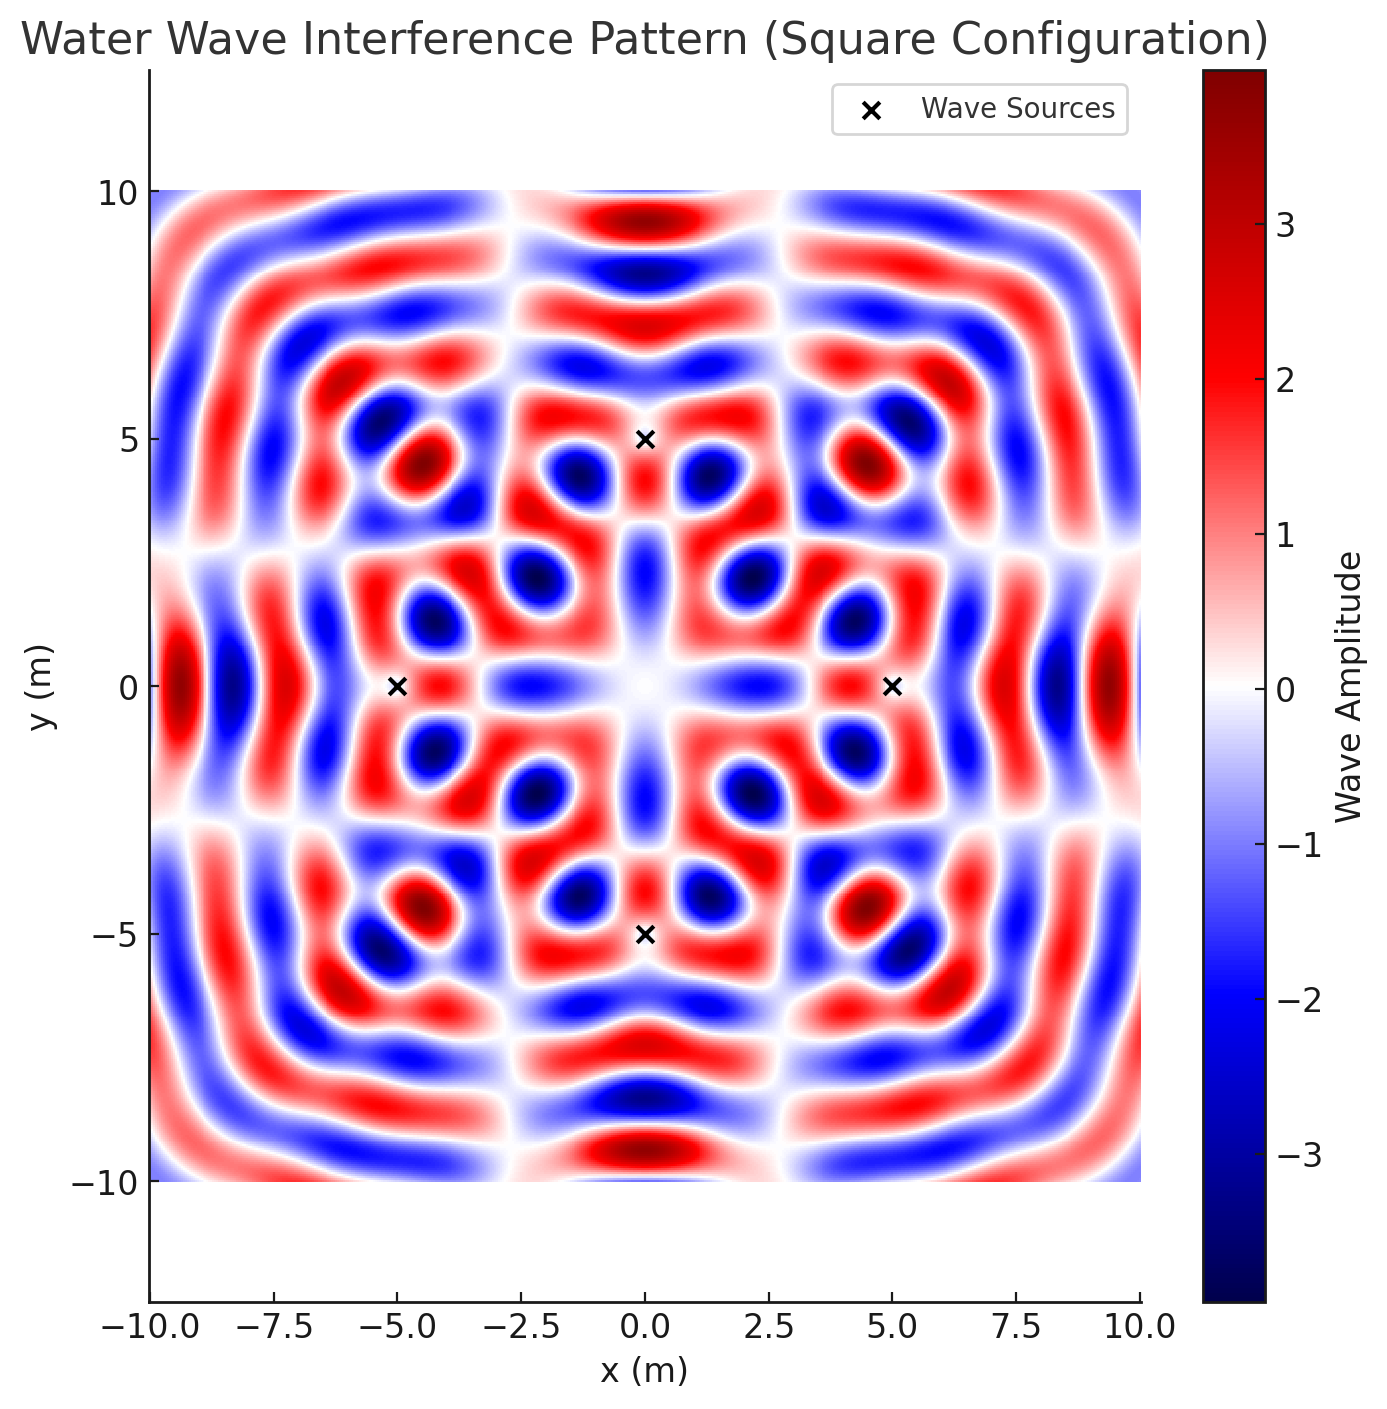 Water Wave Interference Pattern (Square Configuration)
Wave Sources
10
5
0
−5
−10
y (m)
−10.0 −7.5 −5.0 −2.5 0.0 2.5 5.0 7.5 10.0
x (m)
3
2
1
0
−1
−2
−3
Wave Amplitude